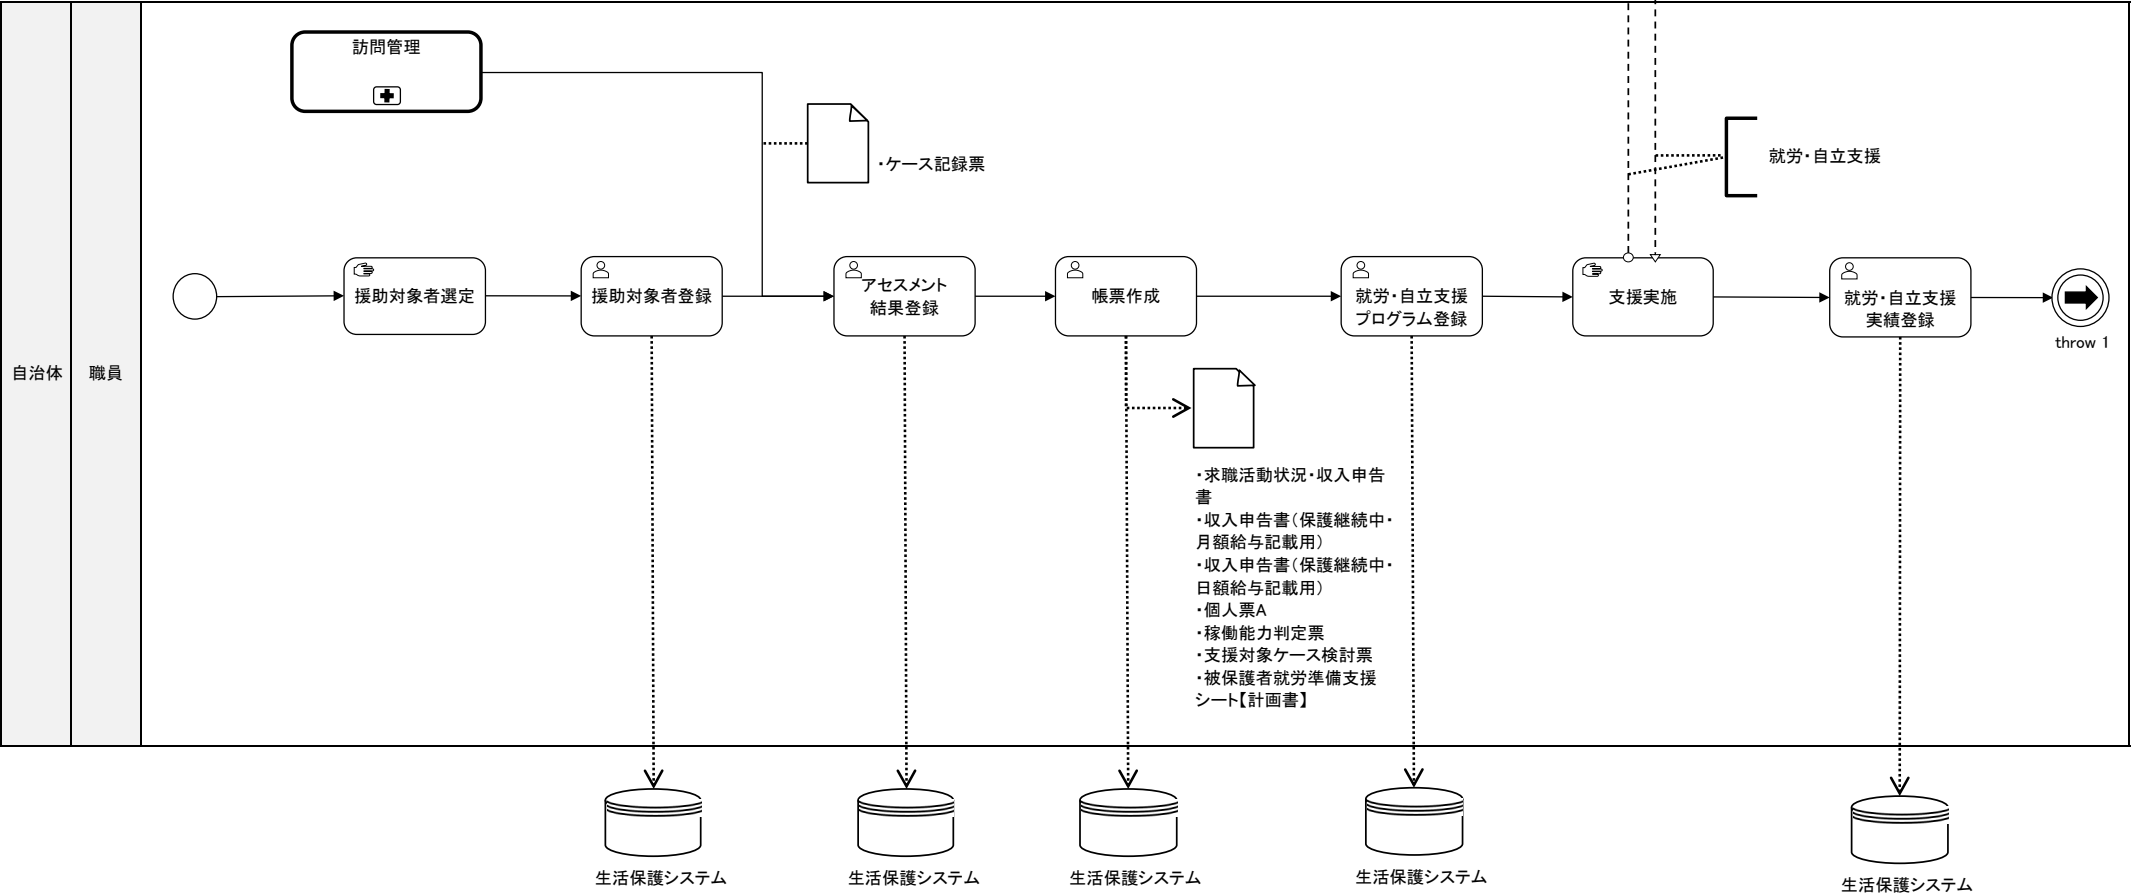 訪問管理
・ケース記録票
就労・自立支援
援助対象者選定
援助対象者登録
アセスメント
結果登録
帳票作成
就労・自立支援
プログラム登録
支援実施
就労・自立支援
実績登録
throw 1
自治体
職員
・求職活動状況・収入申告
書
・収入申告書（保護継続中・
月額給与記載用）
・収入申告書（保護継続中・
日額給与記載用）
・個人票A
・稼働能力判定票
・支援対象ケース検討票
・被保護者就労準備支援
シート【計画書】
生活保護システム
生活保護システム
生活保護システム
生活保護システム
生活保護システム